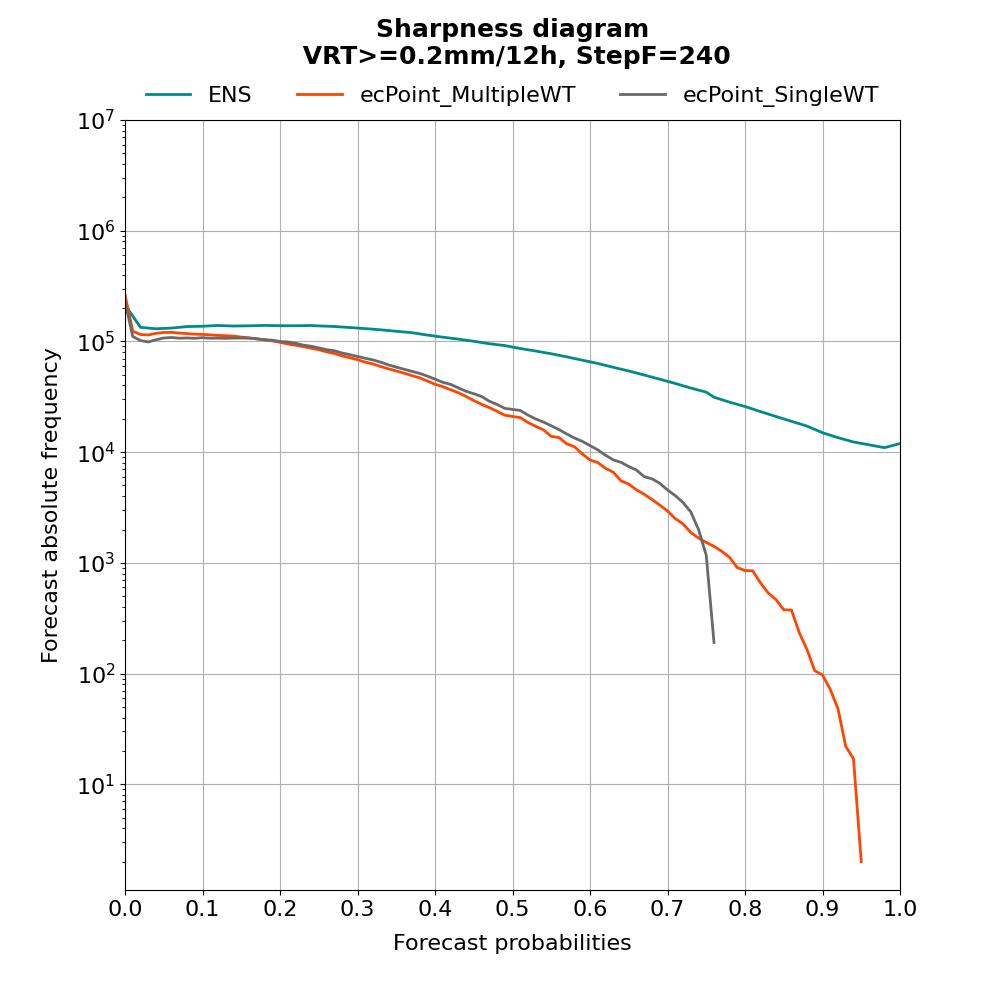 Sharpness diagram
VRT>=0.2mm/12h, StepF=240
ENS ecPoint_MultipleWT ecPoint_SingleWT
10⁷
10⁶
10⁵
10⁴
10³
10²
10¹
Forecast absolute frequency
0.0 0.1 0.2 0.3 0.4 0.5 0.6 0.7 0.8 0.9 1.0
Forecast probabilities